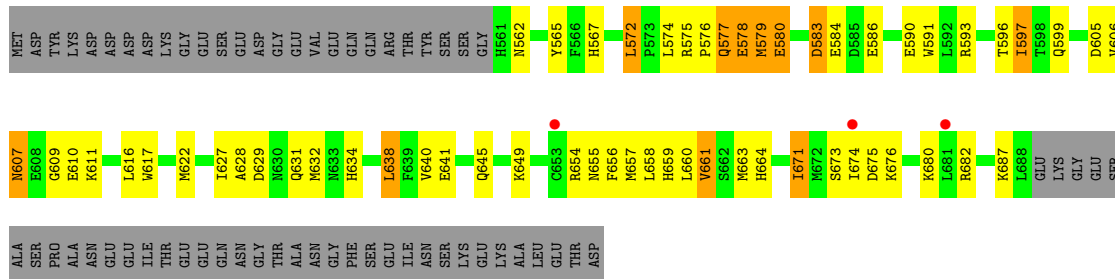 MET ASP TYR LYS ASP ASP ASP ASP LYS GLY GLU SER GLU ASP GLY GLU VAL GLU GLN GLN ARG THR TYR SER SER GLY H561 N562 Y565 F566 H567 L572 P573 L574 R575 P576 Q577 E578 M579 E580 D583 E584 D585 E586 E590 W591 L592 R593 T596 I597 T598 Q599 D605 V606
N607 E608 G609 E610 K611 L616 W617 M622 I627 A628 D629 N630 Q631 M632 N633 H634 L638 F639 V640 E641 Q645 K649 C653 R654 N655 F656 M657 L658 H659 L660 V661 S662 M663 H664 I671 M672 S673 I674 D675 K676 K680 L681 R682 K687 L688 GLU LYS GLY GLU SER
ALA SER PRO ALA ASN GLU GLU ILE THR GLU GLU GLN ASN GLY THR ALA ASN GLY PHE SER GLU ILE ASN SER LYS GLU LYS ALA LEU GLU THR ASP